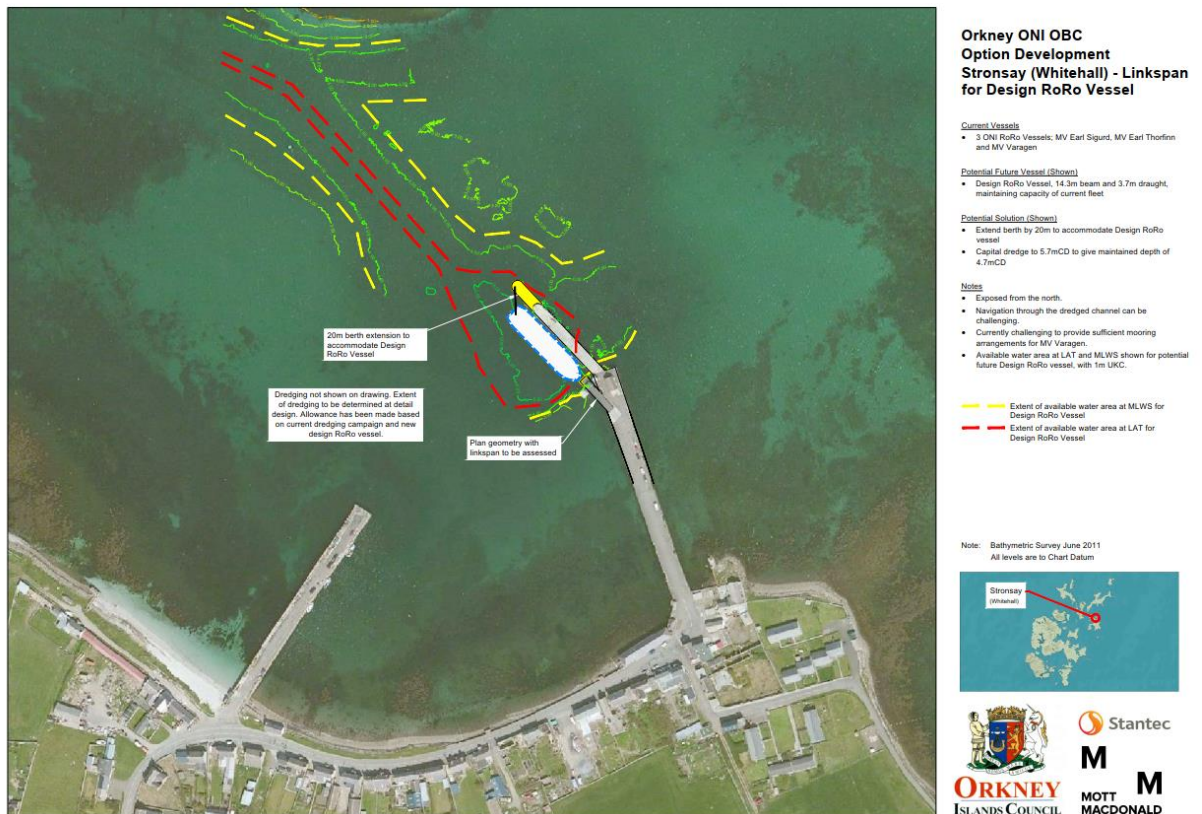 Orkney ONI OBC
Option Development
Stronsay (Whitehall) - Linkspan
for Design RoRo Vessel
Current Vessels
• 3 ONI RoRo Vessels; MV Earl Sigurd, MV Earl Thorfinn
and MV Varagen
Potential Future Vessel (Shown)
• Design RoRo Vessel, 14.3m beam and 3.7m draught,
maintaining capacity of current fleet
Potential Solution (Shown)
• Extend berth by 20m to accommodate Design RoRo
vessel
• Capital dredge to 5.7mCD to give maintained depth of
4.7mCD
Notes
• Exposed from the north.
• Navigation through the dredged channel can be
challenging.
• Currently challenging to provide sufficient mooring
arrangements for MV Varagen.
• Available water area at LAT and MLWS shown for potential
future Design RoRo vessel, with 1m UKC.
Extent of available water area at MLWS for
Design RoRo Vessel
Extent of available water area at LAT for
Design RoRo Vessel
20m berth extension to
accommodate Design
RoRo Vessel
Dredging not shown on drawing. Extent
of dredging to be determined at detail
design. Allowance has been made based
on current dredging campaign and new
design RoRo vessel.
Plan geometry with
linkspan to be assessed
Note: Bathymetric Survey June 2011
All levels are to Chart Datum
Stronsay
(Whitehall)
ORKNEY
ISLANDS COUNCIL
Stantec
M
M
MOTT
MACDONALD